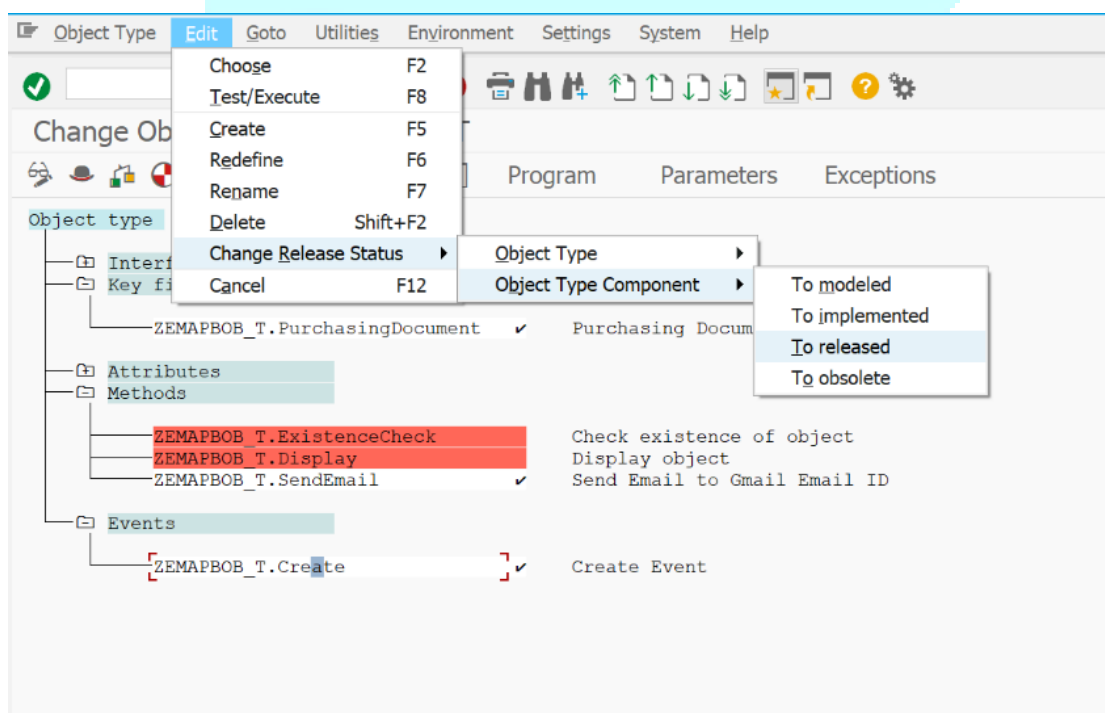 Object Type Edit Goto Utilities Environment Settings System Help
Choose F2
Test/Execute F8
Change Ob
Create F5
Redefine F6
Program Parameters Exceptions
Rename F7
Object type
Delete Shift+F2
Interf
Change Release Status
Object Type
Key fi
Cancel F12
Object Type Component
To modeled
To implemented
ZEMAPBOB_T.PurchasingDocument Purchasing Docum
To released
Attributes
To obsolete
Methods
ZEMAPBOB_T.ExistenceCheck Check existence of object
ZEMAPBOB_T.Display Display object
ZEMAPBOB_T.SendEmail Send Email to Gmail Email ID
Events
ZEMAPBOB_T.Create Create Event